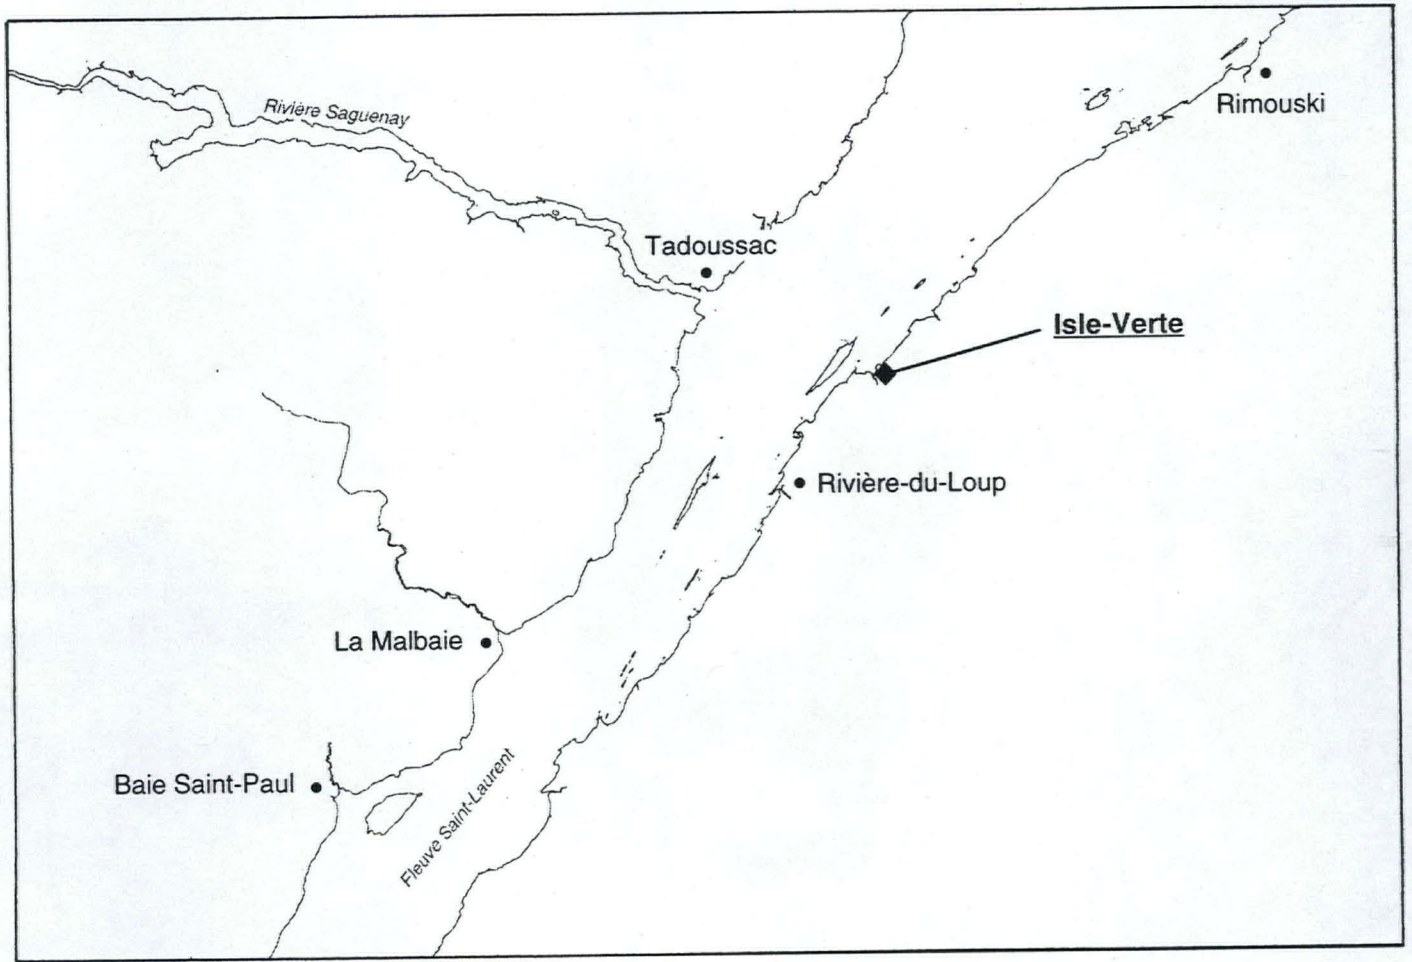 Rivière Saguenay
Rimouski
Tadoussac
Isle-Verte
Rivière-du-Loup
La Malbaie
Baie Saint-Paul
Fleuve Saint-Laurent